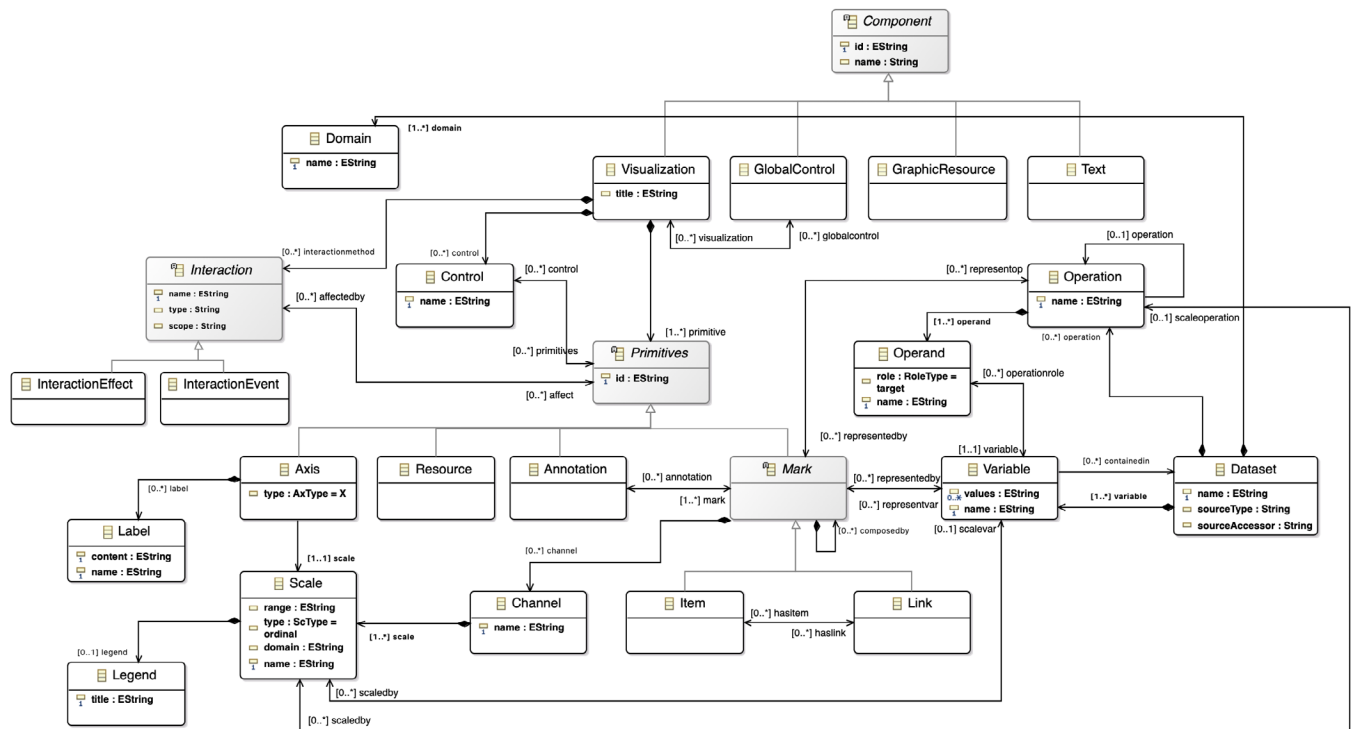 Component
id : EString
name : String
[1..*] domain
Domain
name : EString
Visualization
title : EString
GlobalControl
GraphicResource
Text
[0..*] visualization
[0..*] globalcontrol
[0..1] operation
[0..*] interactionmethod
[0..*] control
Interaction
name : EString
type : String
scope : String
[0..*] affectedby
Control
name : EString
[0..*] control
[0..*] representop
Operation
name : EString
[0..1] scaleoperation
[1..*] operand
[0..*] operation
[1..*] primitive
[0..*] primitives
Primitives
id : EString
[0..*] affect
InteractionEffect
InteractionEvent
Operand
role : RoleType =
target
name : EString
[0..*] operationrole
[0..*] representedby
[1..1] variable
Axis
type : AxType = X
Resource
Annotation
[0..*] annotation
[1..*] mark
Mark
[0..*] representedby
[0..*] representvar
Variable
values : EString
0..*
name : EString
[0..1] scalevar
[0..*] containedin
[1..*] variable
Dataset
name : EString
sourceType : String
sourceAccessor : String
[0..*] label
Label
content : EString
name : EString
[1..1] scale
[0..*] channel
[0..*] composedby
Scale
range : EString
type : ScType =
ordinal
domain : EString
name : EString
[1..*] scale
Channel
name : EString
Item
[0..*] hasitem
[0..*] haslink
Link
[0..1] legend
Legend
title : EString
[0..*] scaledby
[0..*] scaledby